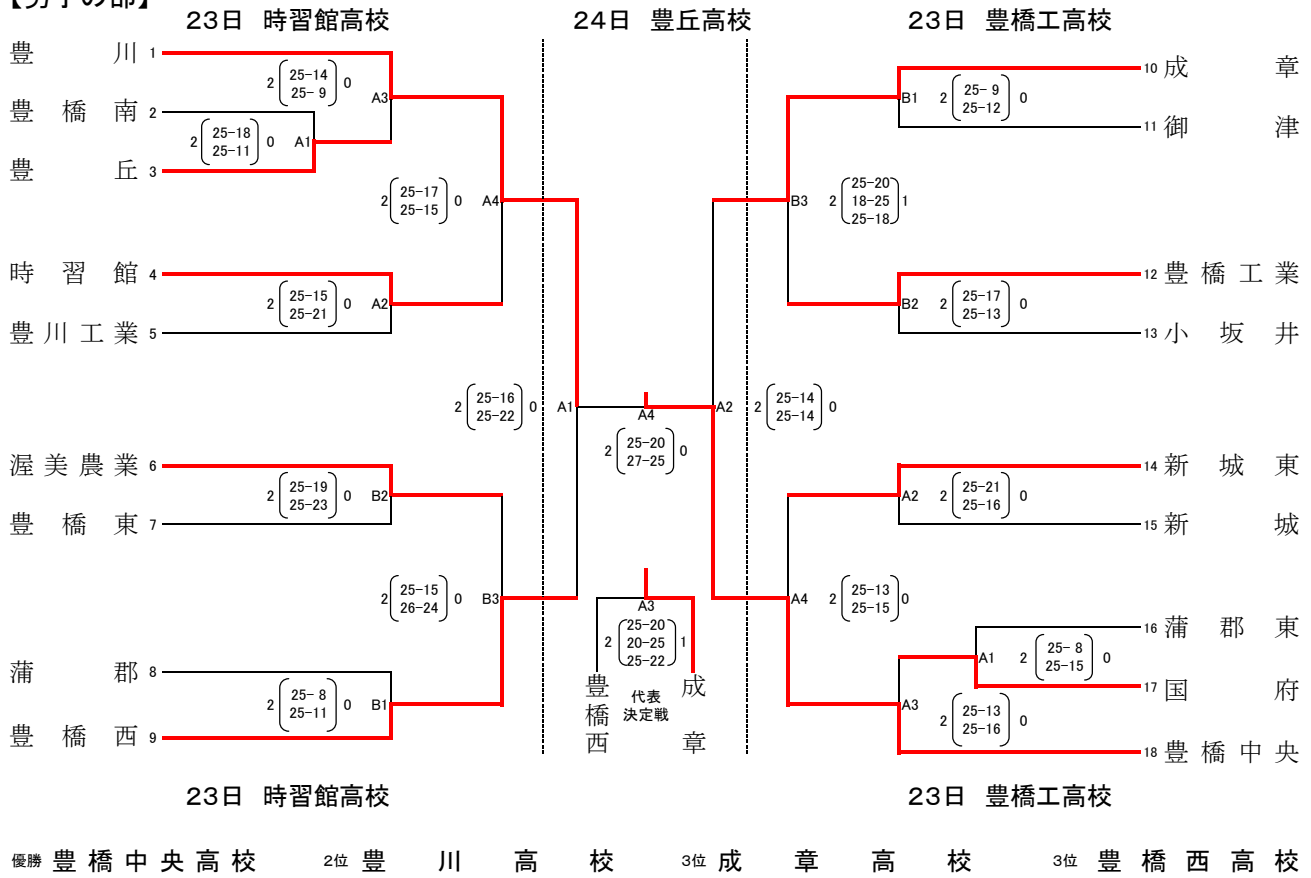 【男子の部】
23日 時習館高校
24日 豊丘高校
23日 豊橋工高校
豊川 1
2 25-14 0
25- 9
A3
豊橋南 2
2 25-18 0
25-11
A1
豊丘 3
2 25-17 0
25-15
A4
時習館 4
2 25-15 0
25-21
A2
豊川工業 5
2 25-16 0
25-22
A1
渥美農業 6
2 25-19 0
25-23
B2
豊橋東 7
2 25-15 0
26-24
B3
蒲郡 8
2 25- 8 0
25-11
B1
豊橋西 9
A4
2 25-20 0
27-25
A3
2 25-20 1
20-25
25-22
豊橋西
代表
決定戦
成章
10 成章
B1 2 25- 9 0
25-12
11 御津
B3 2 25-20 1
18-25
25-18
12 豊橋工業
B2 2 25-17 0
25-13
13 小坂井
A2 2 25-14 0
25-14
14 新城東
A2 2 25-21 0
25-16
15 新城
A4 2 25-13 0
25-15
16 蒲郡東
A1 2 25- 8 0
25-15
17 国府
A3 2 25-13 0
25-16
18 豊橋中央
23日 時習館高校
23日 豊橋工高校
優勝 豊橋中央高校 2位 豊川高校 3位 成章高校 3位 豊橋西高校